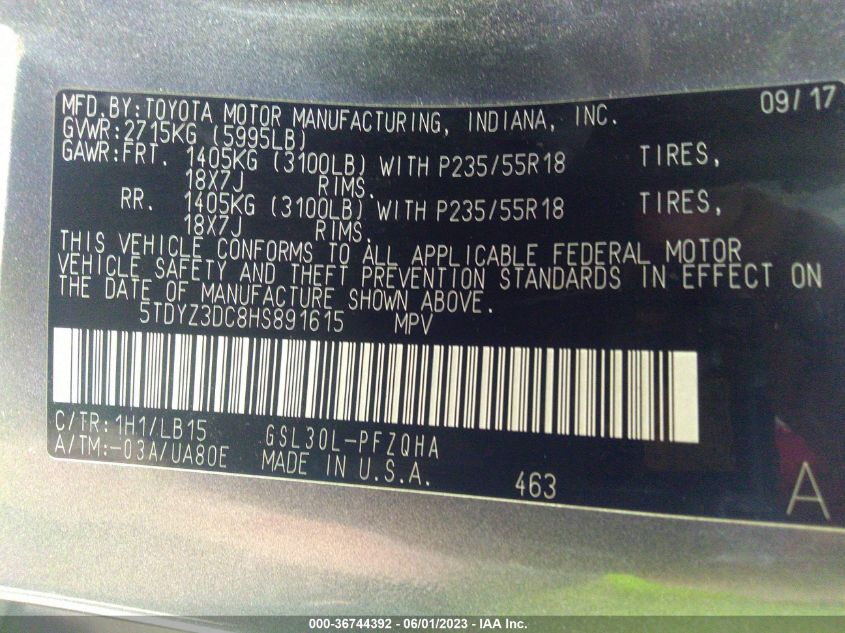 MFD.BY:TOYOTA MOTOR MANUFACTURING, INDIANA, INC. 09/17
GVWR:2715KG (5995LB)
GAWR:FRT. 1405KG (3100LB) WITH P235/55R18 TIRES,
18X7J RIMS.
RR. 1405KG (3100LB) WITH P235/55R18 TIRES,
18X7J RIMS.
THIS VEHICLE CONFORMS TO ALL APPLICABLE FEDERAL MOTOR
VEHICLE SAFETY AND THEFT PREVENTION STANDARDS IN EFFECT ON
THE DATE OF MANUFACTURE SHOWN ABOVE.
5TDYZ3DC8HS891615 MPV
C/TR:1H1/LB15 GSL30L-PFZQHA
A/TM:-03A/UA80E MADE IN U.S.A. 463
A
000-36744392 - 06/01/2023 - IAA Inc.